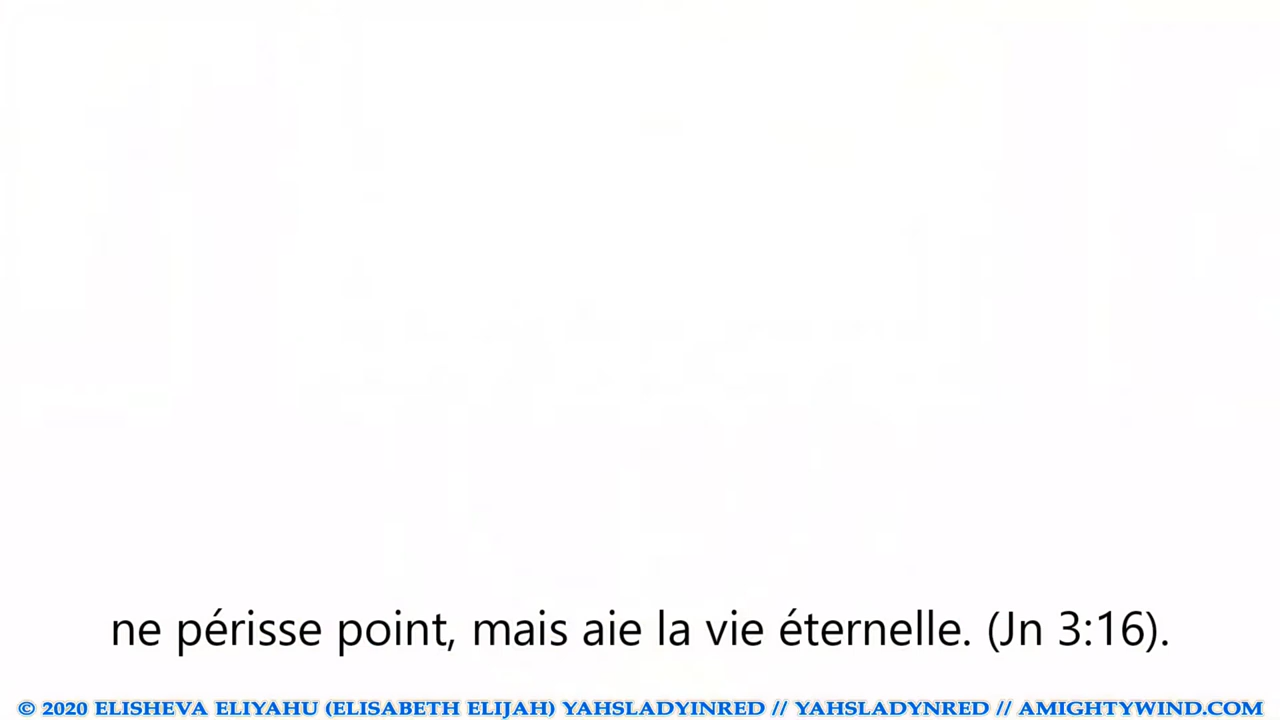 ne périsse point, mais aie la vie éternelle. (Jn 3:16).
© 2020 ELISHEVA ELIYAHU (ELISABETH ELIJAH) YAHSLADYINRED // YAHSLADYNRED // AMIGHTYWIND.COM